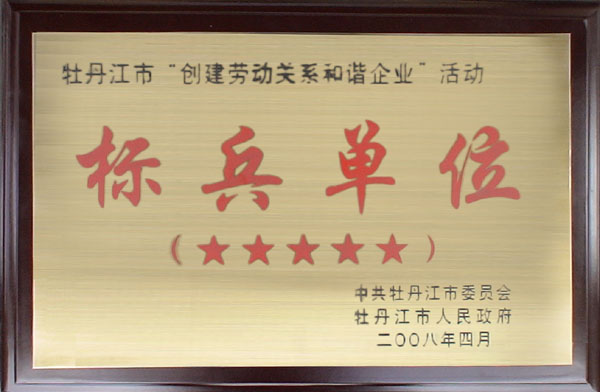 牡丹江市“创建劳动关系和谐企业”活动
标兵单位
(★★★★★)
中共牡丹江市委员会
牡丹江市人民政府
二〇〇八年四月